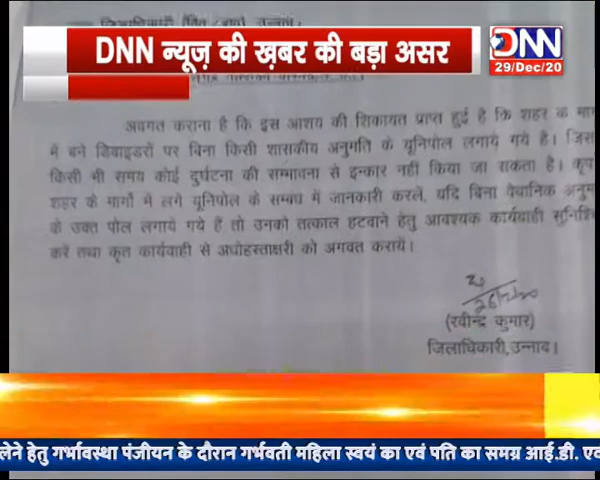 DNN न्यूज़ की ख़बर की बड़ा असर
DNN
29/Dec/20
अवगत कराना है कि इस आशय की शिकायत प्राप्त हुई है कि शहर के मार्ग
में बने डिवाइडरों पर बिना किसी शासकीय अनुमति के यूनिपोल लगाये गये है। जिस
किसी भी समय कोई दुर्घटना की सम्भावना से इन्कार नहीं किया जा सकता है। कृप
शहर के मार्गो में लगे यूनिपोल के सम्बध में जानकारी करलें, यदि बिना वैधानिक अनुम
के उक्त पोल लगाये गये है तो उनको तत्काल हटवाने हेतु आवश्यक कार्यवाही सुनिश्चि
करें तथा कृत कार्यवाही से अधोहस्ताक्षरी को अवगत करायें।
(रवीन्द्र कुमार)
जिलाधिकारी, उन्नाव।
लेने हेतु गर्भावस्था पंजीयन के दौरान गर्भवती महिला स्वयं का एवं पति का समग्र आई.डी. एव